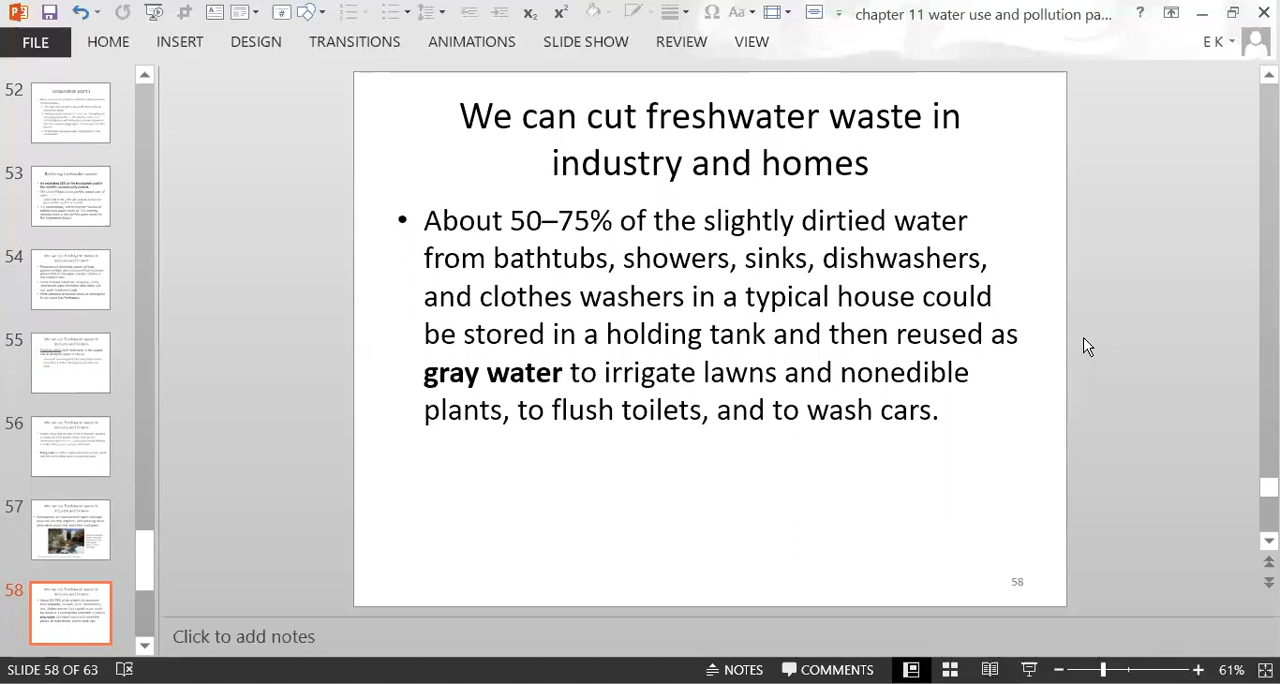 chapter 11 water use and pollution pa...
?
FILE
HOME
INSERT
DESIGN
TRANSITIONS
ANIMATIONS
SLIDE SHOW
REVIEW
VIEW
E K
52
53
54
55
56
57
58
We can cut freshwater waste in
industry and homes
• About 50–75% of the slightly dirtied water
from bathtubs, showers, sinks, dishwashers,
and clothes washers in a typical house could
be stored in a holding tank and then reused as
gray water to irrigate lawns and nonedible
plants, to flush toilets, and to wash cars.
58
Click to add notes
SLIDE 58 OF 63
NOTES
COMMENTS
61%